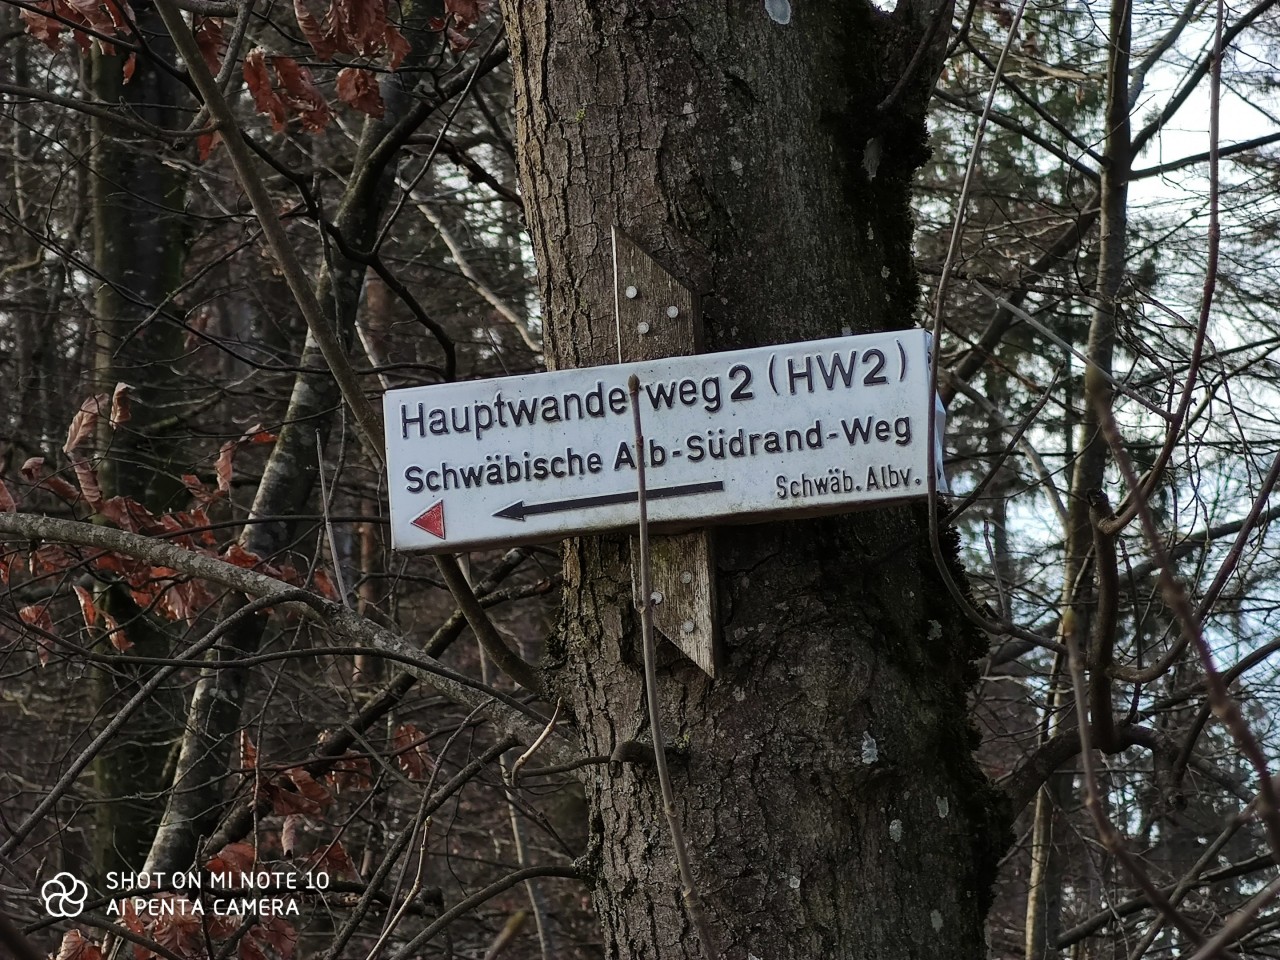 Hauptwanderweg 2 (HW2)
Schwäbische Alb-Südrand-Weg
Schwäb. Albv.
SHOT ON MI NOTE 10
AI PENTA CAMERA